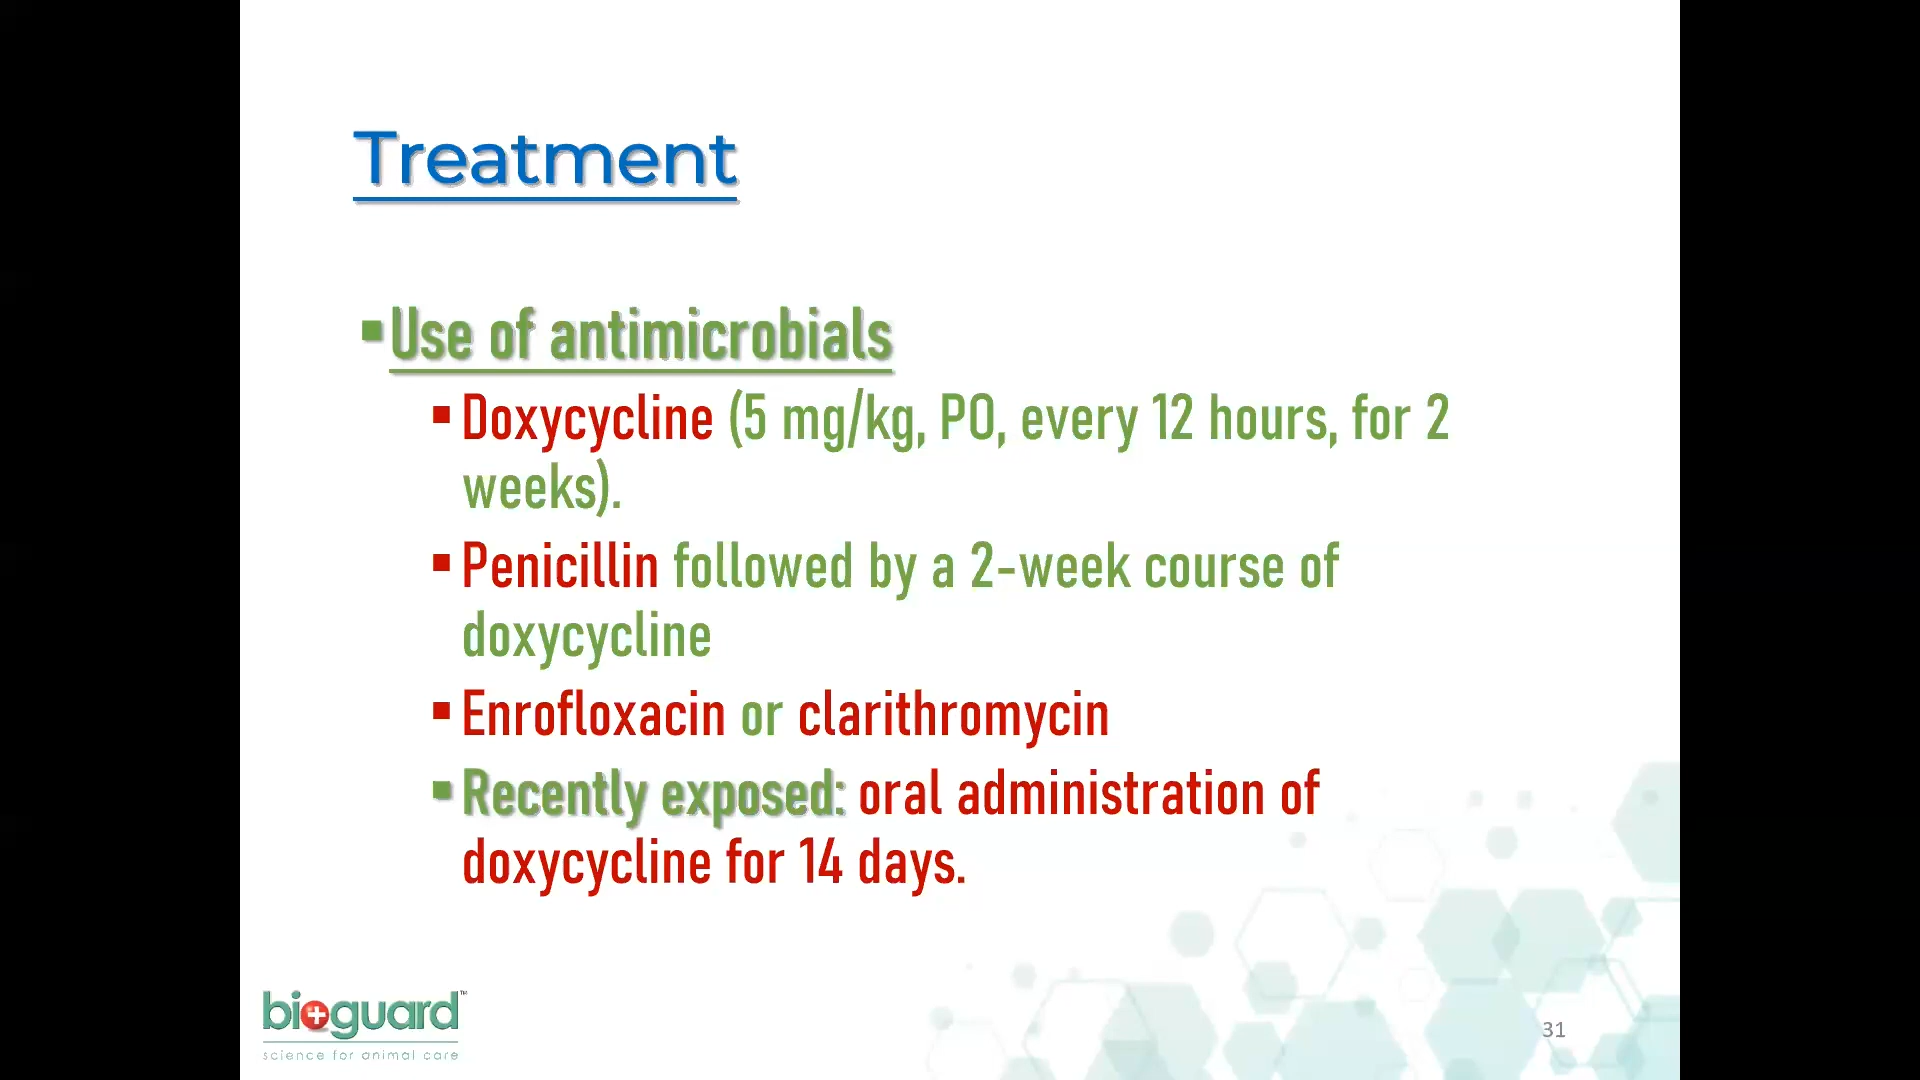 Treatment
▪Use of antimicrobials
▪Doxycycline (5 mg/kg, PO, every 12 hours, for 2
weeks).
▪Penicillin followed by a 2-week course of
doxycycline
▪Enrofloxacin or clarithromycin
▪Recently exposed: oral administration of
doxycycline for 14 days.
bioguard™
science for animal care
31